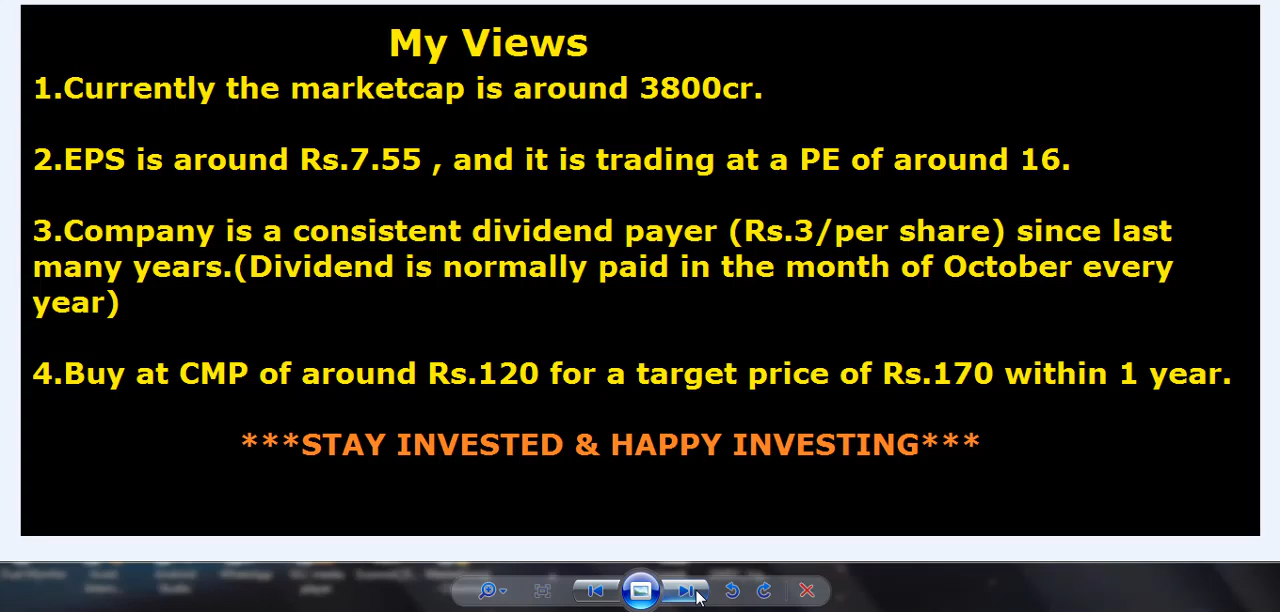 My Views
1.Currently the marketcap is around 3800cr.
2.EPS is around Rs.7.55 , and it is trading at a PE of around 16.
3.Company is a consistent dividend payer (Rs.3/per share) since last
many years.(Dividend is normally paid in the month of October every
year)
4.Buy at CMP of around Rs.120 for a target price of Rs.170 within 1 year.
***STAY INVESTED & HAPPY INVESTING***